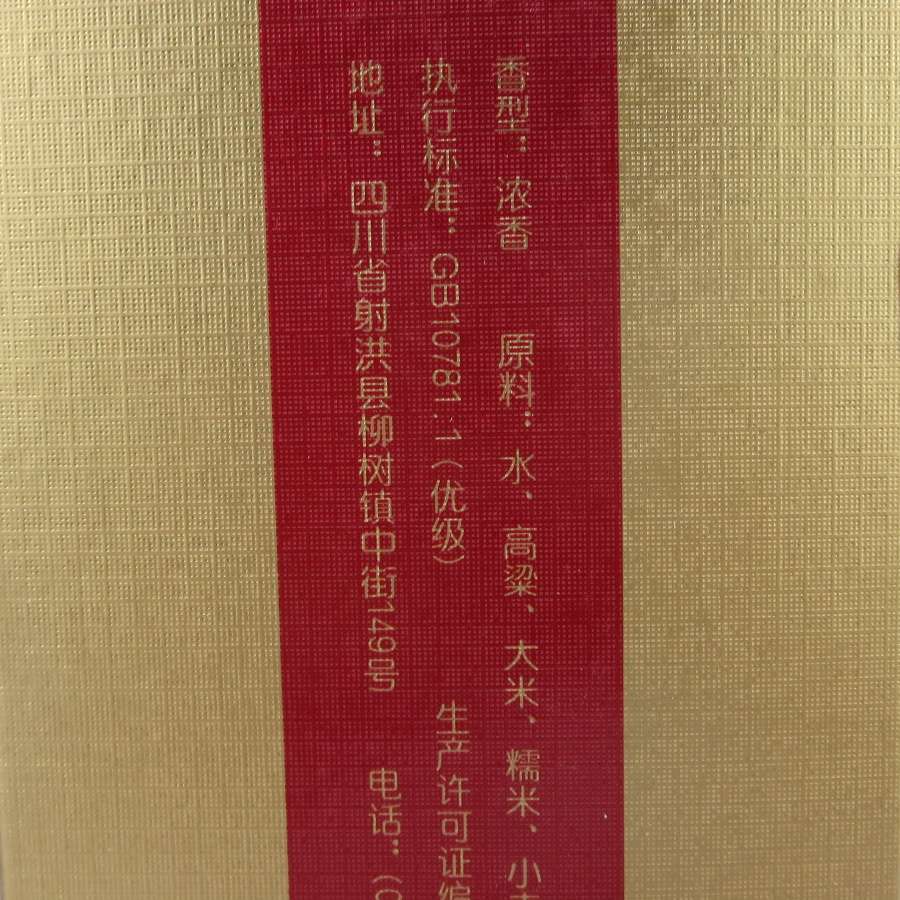 香型：浓香 原料：水、高粱、大米、糯米、小
执行标准：GB10781.1（优级） 生产许可证编
地址：四川省射洪县柳树镇中街149号 电话：（0